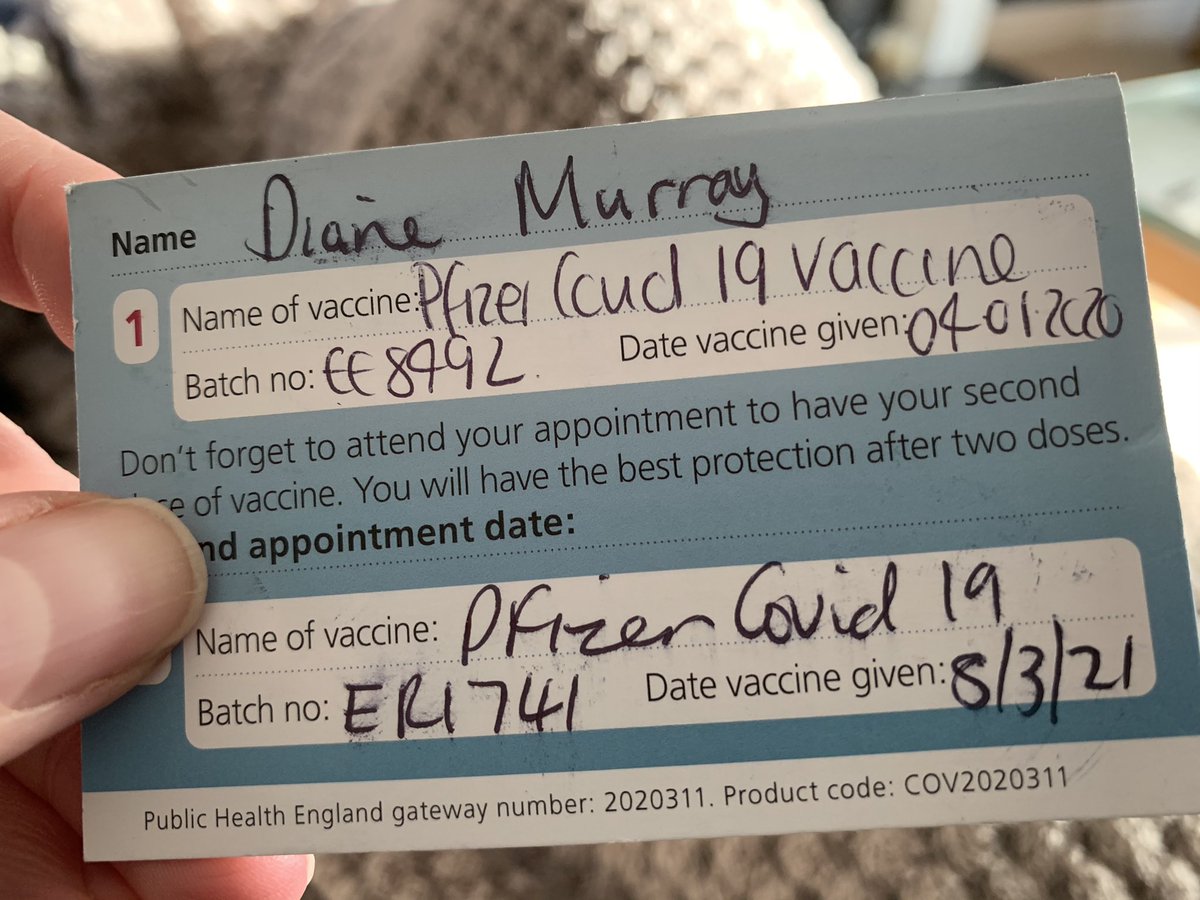 Name Diane Murray
1
Name of vaccine: Pfizer Covid 19 vaccine
Batch no: EE8492. Date vaccine given: 04-01-2020
Don't forget to attend your appointment to have your second
of vaccine. You will have the best protection after two doses.
appointment date:
Name of vaccine: Pfizer Covid 19
Batch no: ER1741 Date vaccine given: 8/3/21
Public Health England gateway number: 2020311. Product code: COV2020311